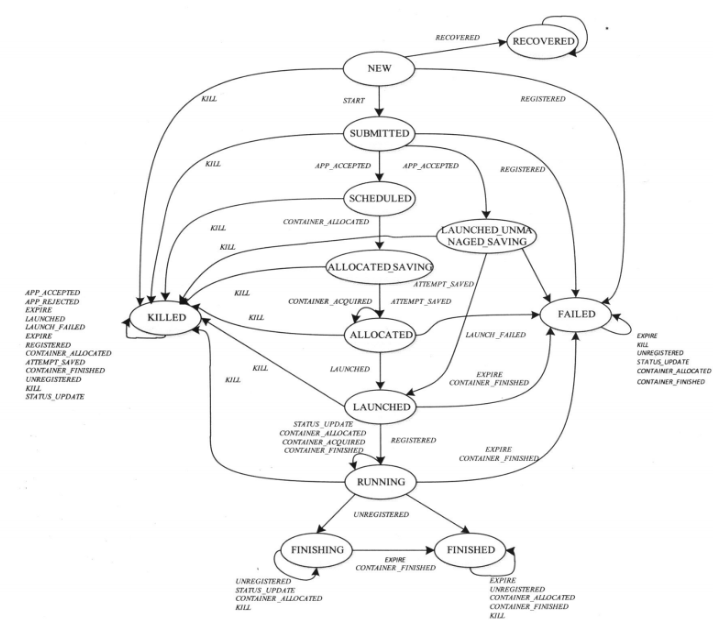 RECOVERED
RECOVERED
NEW
KILL
START
REGISTERED
SUBMITTED
KILL
APP_ACCEPTED
APP_ACCEPTED
REGISTERED
SCHEDULED
KILL
CONTAINER_ALLOCATED
LAUNCHED_UNMA
NAGED_SAVING
KILL
ALLOCATED_SAVING
ATTEMPT_SAVED
KILL
CONTAINER_ACQUIRED
ATTEMPT_SAVED
APP_ACCEPTED
APP_REJECTED
EXPIRE
LAUNCHED
LAUNCH_FAILED
EXPIRE
REGISTERED
CONTAINER_ALLOCATED
ATTEMPT_SAVED
CONTAINER_FINISHED
UNREGISTERED
KILL
STATUS_UPDATE
KILLED
KILL
ALLOCATED
LAUNCH_FAILED
FAILED
EXPIRE
KILL
UNREGISTERED
STATUS_UPDATE
CONTAINER_ALLOCATED
CONTAINER_FINISHED
KILL
KILL
LAUNCHED
EXPIRE
CONTAINER_FINISHED
LAUNCHED
STATUS_UPDATE
CONTAINER_ALLOCATED
CONTAINER_ACQUIRED
CONTAINER_FINISHED
REGISTERED
EXPIRE
CONTAINER_FINISHED
RUNNING
UNREGISTERED
FINISHING
EXPIRE
CONTAINER_FINISHED
FINISHED
UNREGISTERED
STATUS_UPDATE
CONTAINER_ALLOCATED
KILL
EXPIRE
UNREGISTERED
CONTAINER_ALLOCATED
CONTAINER_FINISHED
KILL